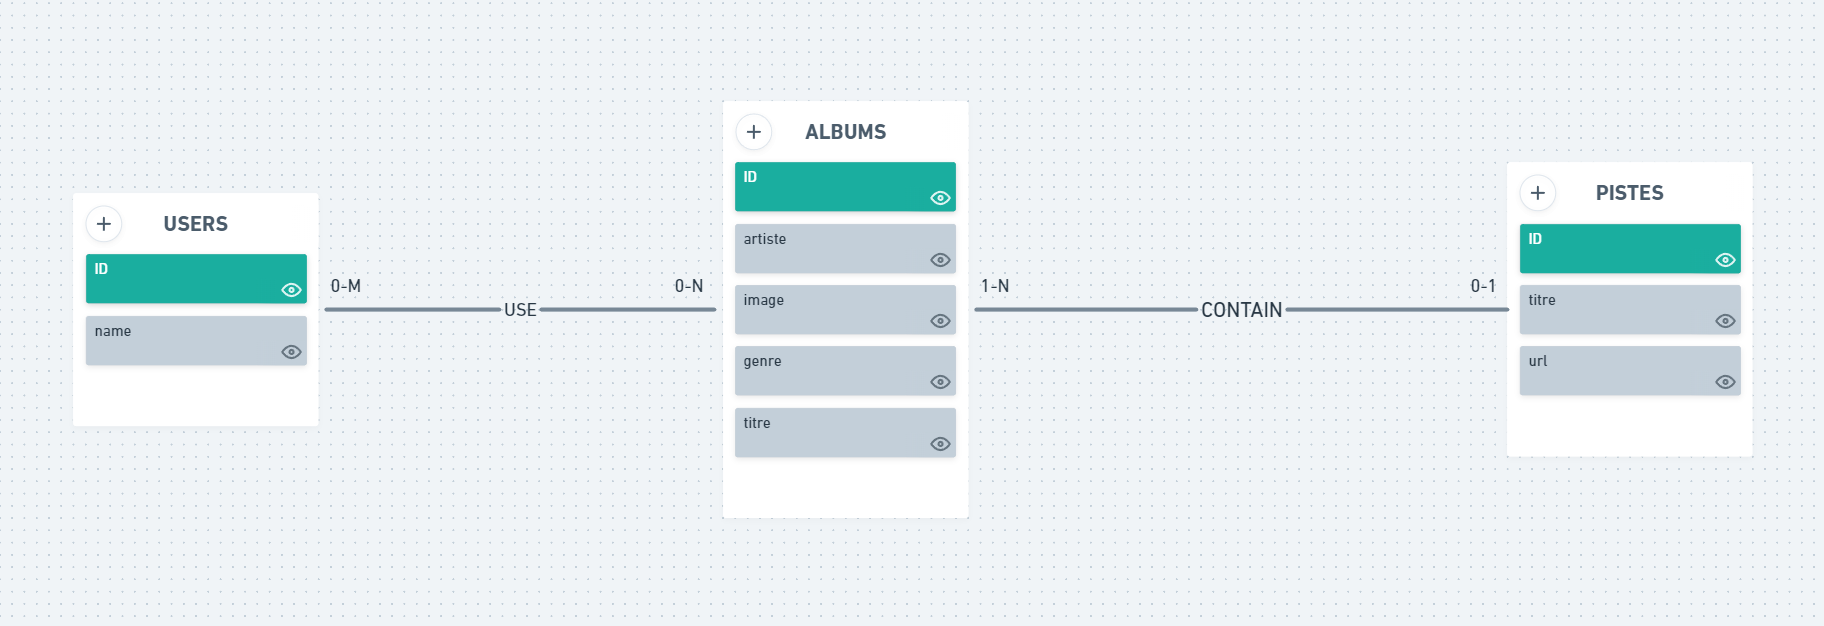 USERS
ID
name
0-M
USE
0-N
ALBUMS
ID
artiste
image
genre
titre
1-N
CONTAIN
0-1
PISTES
ID
titre
url